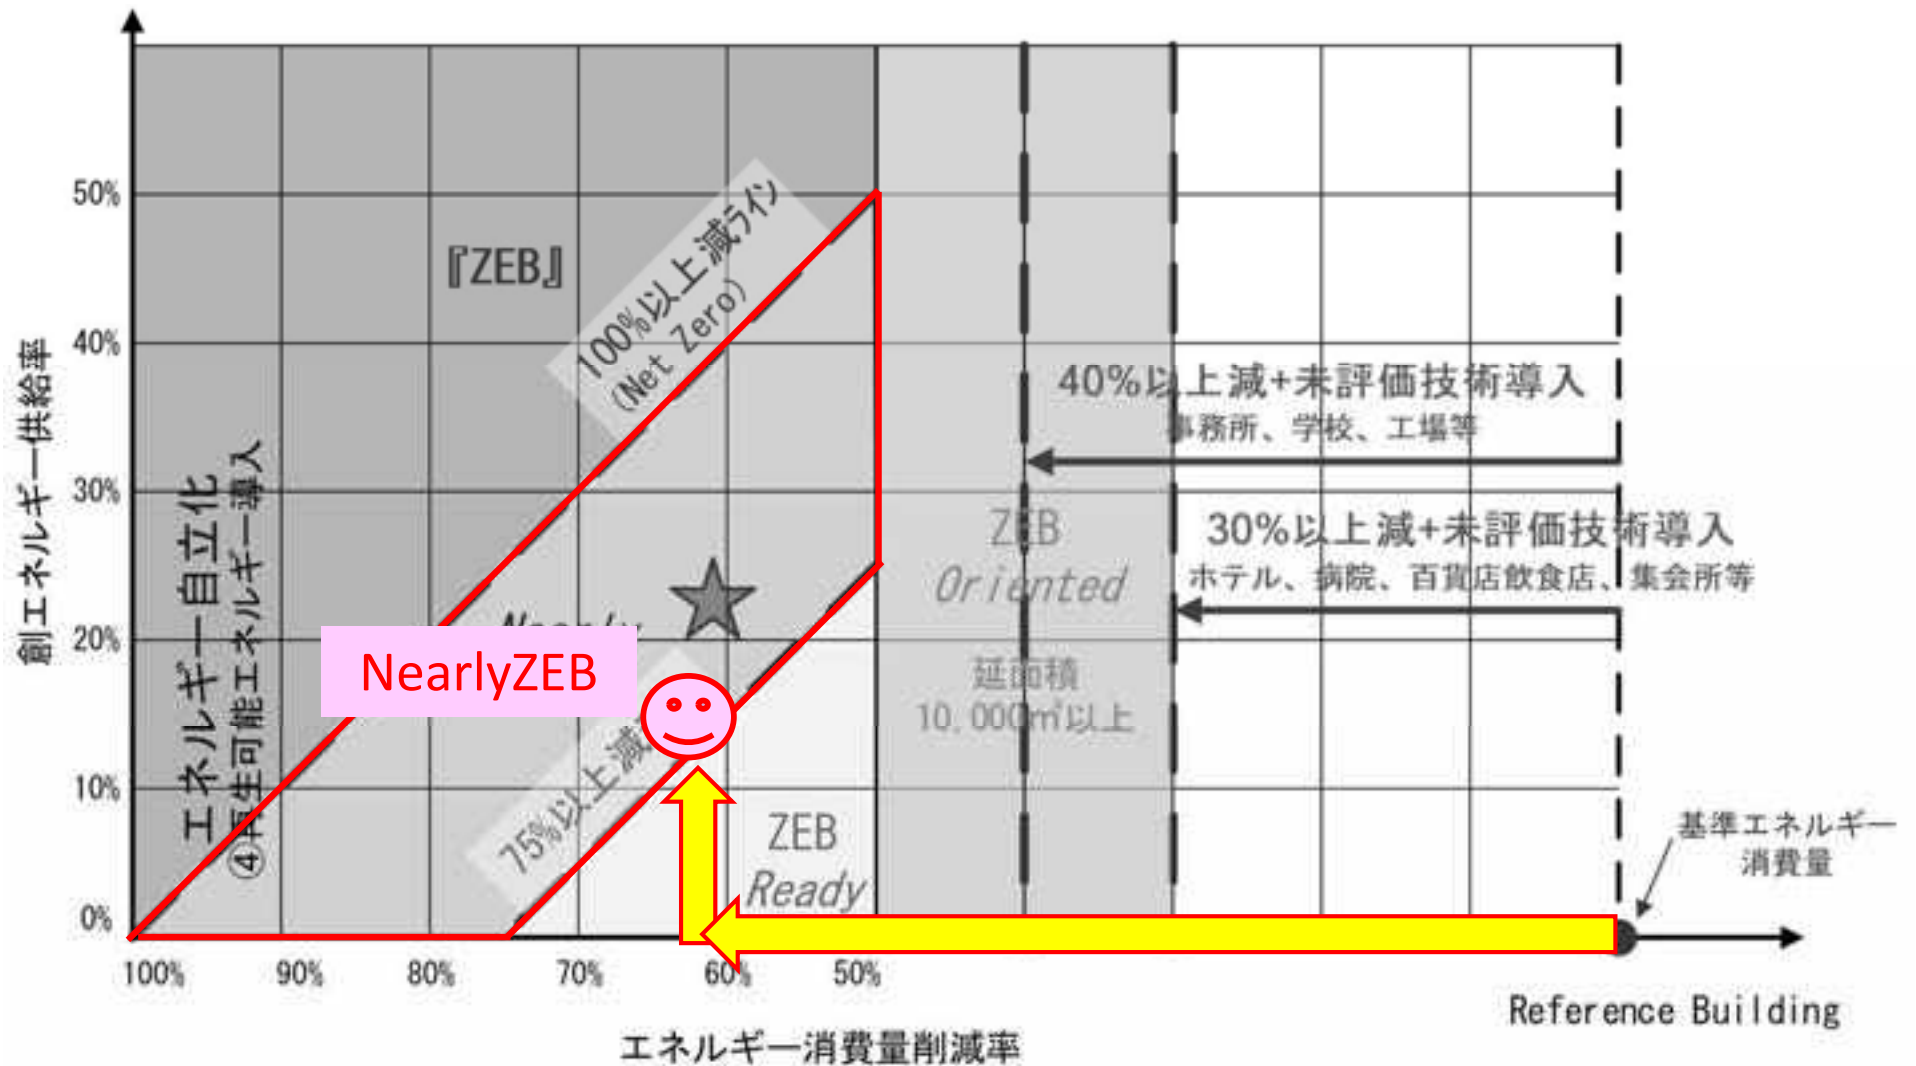 50%
40%
30%
20%
10%
0%
創エネルギー供給率
エネルギー自立化
④再生可能エネルギー導入
『ZEB』
100%以上減ライン
(Net Zero)
Nearly
NearlyZEB
75%以上減
ZEB
Ready
ZEB
Oriented
延面積
10,000㎡以上
40%以上減+未評価技術導入
事務所、学校、工場等
30%以上減+未評価技術導入
ホテル、病院、百貨店飲食店、集会所等
基準エネルギー
消費量
100%
90%
80%
70%
60%
50%
Reference Building
エネルギー消費量削減率